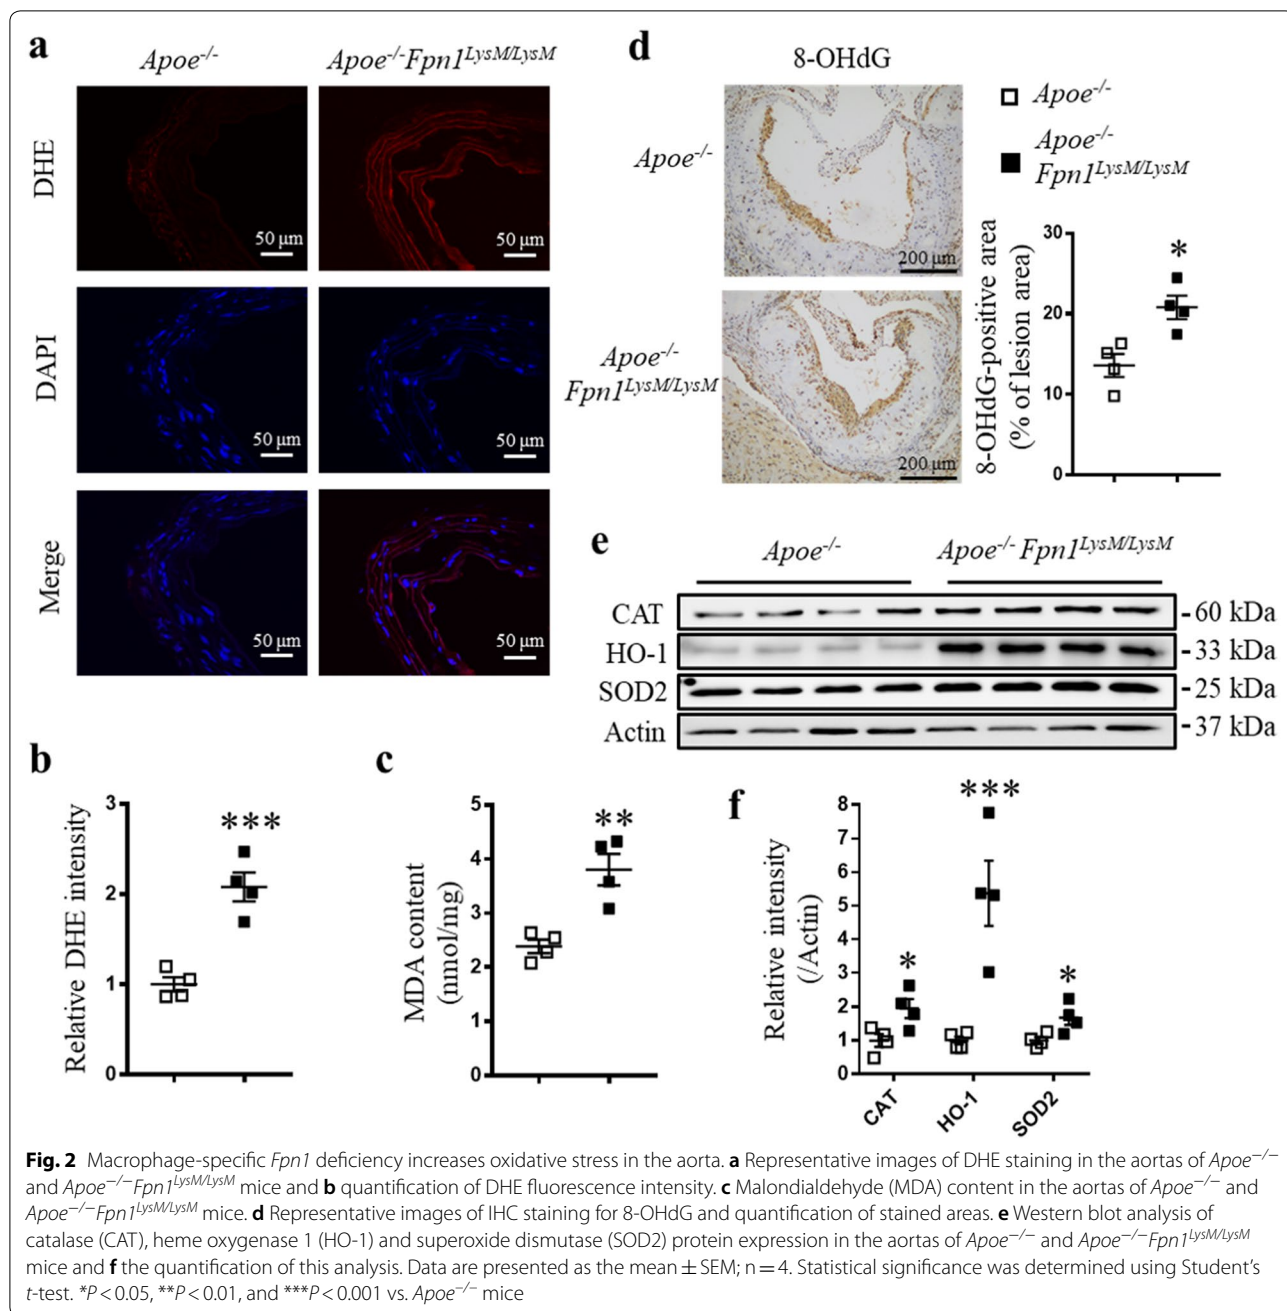 a
Apoe-/-
Apoe-/-Fpn1LysM/LysM
DHE
50 μm
50 μm
DAPI
50 μm
50 μm
Merge
50 μm
50 μm
d
8-OHdG
Apoe-/-
200 μm
Apoe-/-
Fpn1LysM/LysM
200 μm
Apoe-/-
Apoe-/-
Fpn1LysM/LysM
8-OHdG-positive area
(% of lesion area)
30
20
10
0
*
e
Apoe-/-
Apoe-/- Fpn1LysM/LysM
CAT
-60 kDa
HO-1
-33 kDa
SOD2
-25 kDa
Actin
-37 kDa
b
Relative DHE intensity
3
2
1
0
***
c
MDA content
(nmol/mg)
5
4
3
2
1
0
**
f
Relative intensity
(/Actin)
8
7
6
5
4
3
2
1
0
*
***
*
CAT
HO-1
SOD2
Fig. 2 Macrophage-specific Fpn1 deficiency increases oxidative stress in the aorta. a Representative images of DHE staining in the aortas of Apoe−/−
and Apoe−/−Fpn1LysM/LysM mice and b quantification of DHE fluorescence intensity. c Malondialdehyde (MDA) content in the aortas of Apoe−/− and
Apoe−/−Fpn1LysM/LysM mice. d Representative images of IHC staining for 8-OHdG and quantification of stained areas. e Western blot analysis of
catalase (CAT), heme oxygenase 1 (HO-1) and superoxide dismutase (SOD2) protein expression in the aortas of Apoe−/− and Apoe−/−Fpn1LysM/LysM
mice and f the quantification of this analysis. Data are presented as the mean ± SEM; n = 4. Statistical significance was determined using Student's
t-test. *P < 0.05, **P < 0.01, and ***P < 0.001 vs. Apoe−/− mice